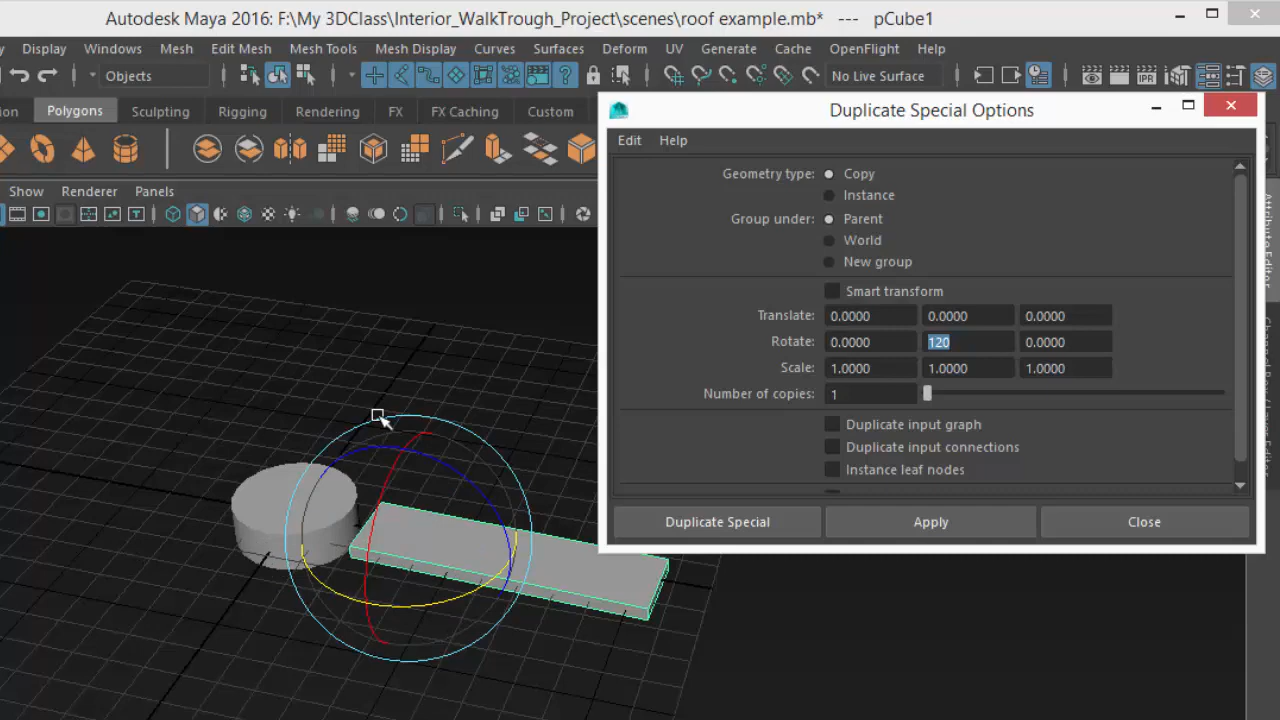 Autodesk Maya 2016: F:\My 3DClass\Interior_WalkTrough_Project\scenes\roof example.mb* --- pCube1
Display Windows Mesh Edit Mesh Mesh Tools Mesh Display Curves Surfaces Deform UV Generate Cache OpenFlight Help
Objects
No Live Surface
IPR
Polygons Sculpting Rigging Rendering FX FX Caching Custom
Show Renderer Panels
Duplicate Special Options
Edit Help
Geometry type: Copy
Instance
Group under: Parent
World
New group
Smart transform
Translate: 0.0000 0.0000 0.0000
Rotate: 0.0000 120 0.0000
Scale: 1.0000 1.0000 1.0000
Number of copies: 1
Duplicate input graph
Duplicate input connections
Instance leaf nodes
Duplicate Special Apply Close
Attribute Editor